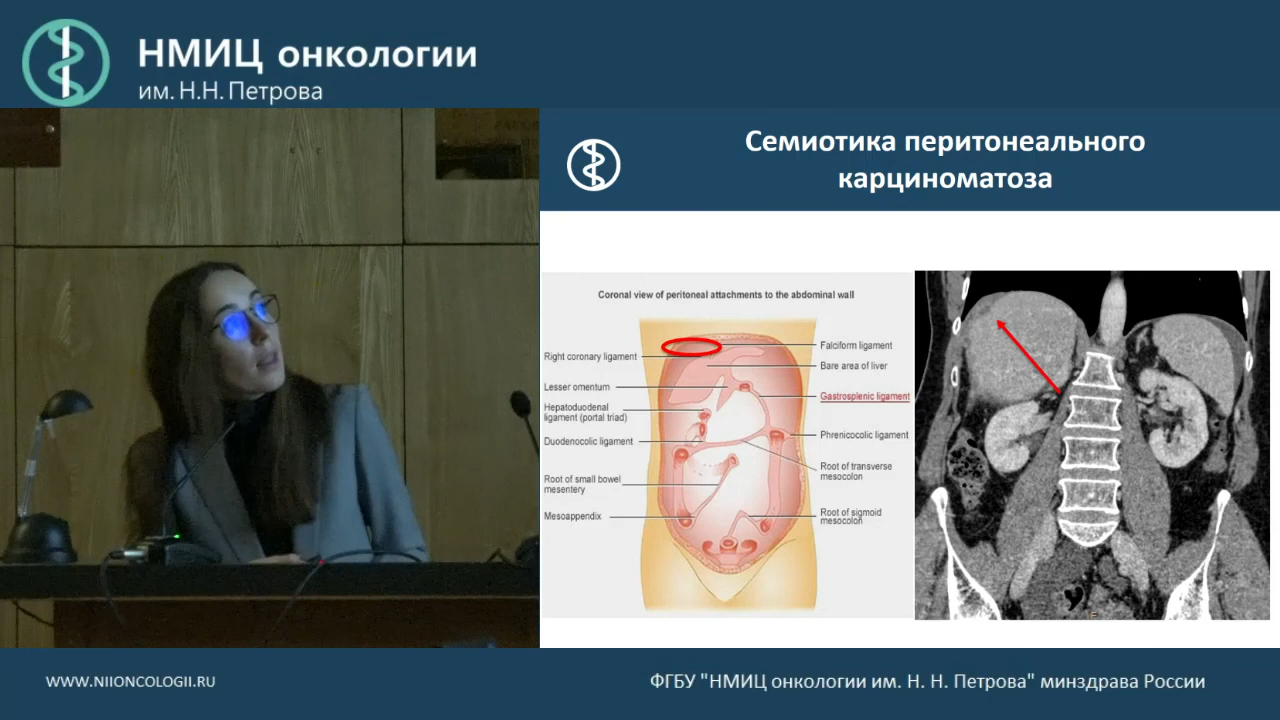 НМИЦ онкологии
им. Н.Н. Петрова
Семиотика перитонеального
карциноматоза
Coronal view of peritoneal attachments to the abdominal wall
Right coronary ligament
Lesser omentum
Hepatoduodenal
ligament (portal triad)
Duodenocolic ligament
Root of small bowel
mesentery
Mesoappendix
Falciform ligament
Bare area of liver
Gastrosplenic ligament
Phrenicocolic ligament
Root of transverse
mesocolon
Root of sigmoid
mesocolon
WWW.NIIONCOLOGII.RU
ФГБУ "НМИЦ онкологии им. Н. Н. Петрова" минздрава России